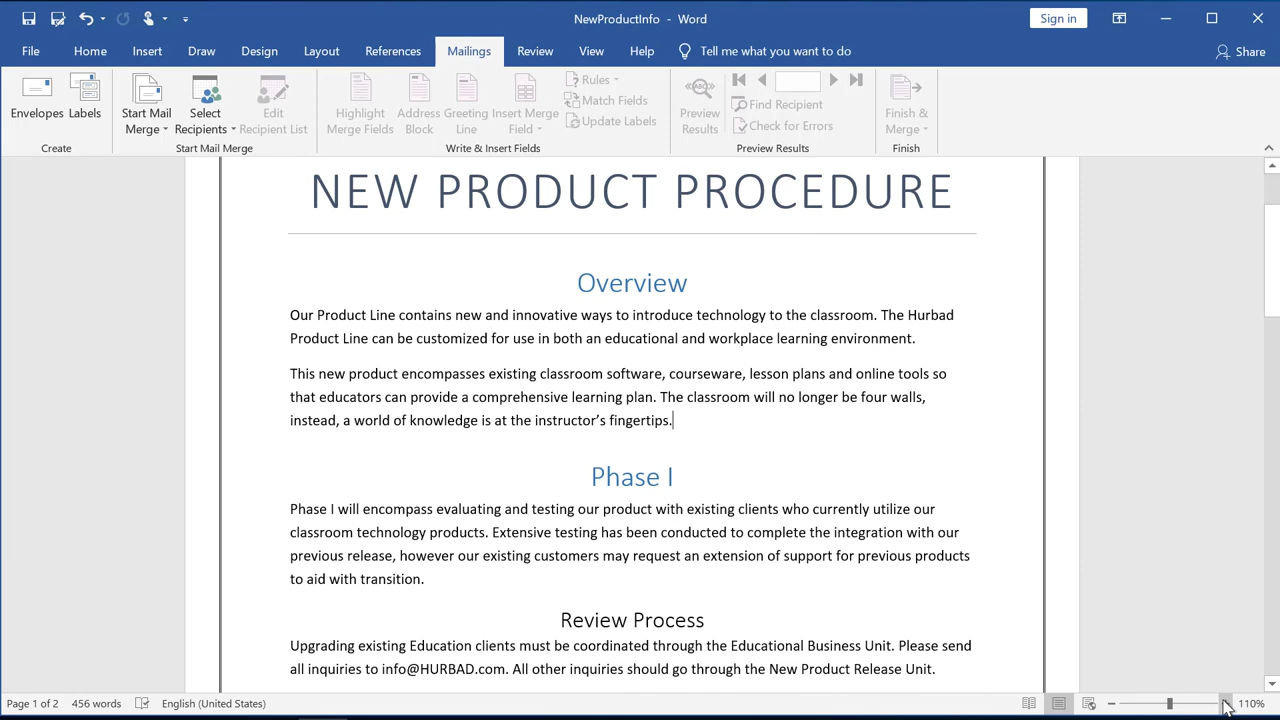 NewProductInfo - Word
Sign in
File Home Insert Draw Design Layout References Mailings Review View Help Tell me what you want to do Share
Envelopes Labels
Start Mail Merge
Select Recipients
Edit Recipient List
Highlight Merge Fields
Address Block
Greeting Line
Insert Merge Field
Rules
Match Fields
Update Labels
Preview Results
Find Recipient
Check for Errors
Finish & Merge
Create Start Mail Merge Write & Insert Fields Preview Results Finish
NEW PRODUCT PROCEDURE
Overview
Our Product Line contains new and innovative ways to introduce technology to the classroom. The Hurbad
Product Line can be customized for use in both an educational and workplace learning environment.
This new product encompasses existing classroom software, courseware, lesson plans and online tools so
that educators can provide a comprehensive learning plan. The classroom will no longer be four walls,
instead, a world of knowledge is at the instructor’s fingertips.
Phase I
Phase I will encompass evaluating and testing our product with existing clients who currently utilize our
classroom technology products. Extensive testing has been conducted to complete the integration with our
previous release, however our existing customers may request an extension of support for previous products
to aid with transition.
Review Process
Upgrading existing Education clients must be coordinated through the Educational Business Unit. Please send
all inquiries to info@HURBAD.com. All other inquiries should go through the New Product Release Unit.
Page 1 of 2 456 words English (United States) 110%